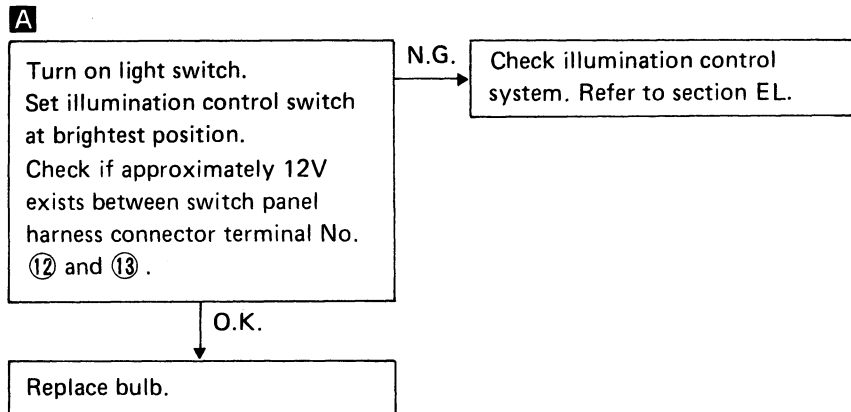 A
Turn on light switch.
Set illumination control switch
at brightest position.
Check if approximately 12V
exists between switch panel
harness connector terminal No.
⑫ and ⑬ .
N.G.
Check illumination control
system. Refer to section EL.
O.K.
Replace bulb.